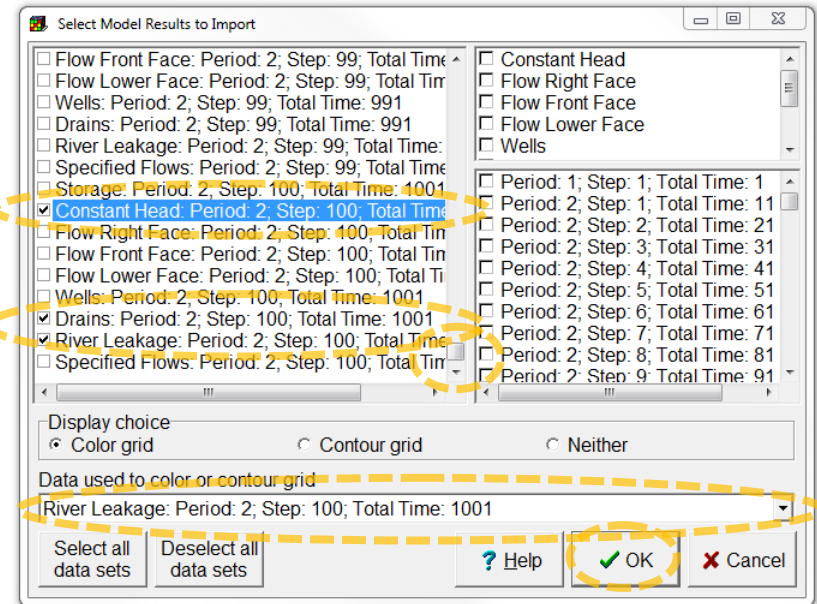 Select Model Results to Import
Flow Front Face: Period: 2; Step: 99; Total Time
Flow Lower Face: Period: 2; Step: 99; Total Tim
Wells: Period: 2; Step: 99; Total Time: 991
Drains: Period: 2; Step: 99; Total Time: 991
River Leakage: Period: 2; Step: 99; Total Time:
Specified Flows: Period: 2; Step: 99; Total Time
Storage: Period: 2; Step: 100; Total Time: 1001
Constant Head: Period: 2; Step: 100; Total Time
Flow Right Face: Period: 2; Step: 100; Total Tim
Flow Front Face: Period: 2; Step: 100; Total Tim
Flow Lower Face: Period: 2; Step: 100; Total Ti
Wells: Period: 2; Step: 100; Total Time: 1001
Drains: Period: 2; Step: 100; Total Time: 1001
River Leakage: Period: 2; Step: 100; Total Time
Specified Flows: Period: 2; Step: 100; Total Tim
Constant Head
Flow Right Face
Flow Front Face
Flow Lower Face
Wells
Period: 1; Step: 1; Total Time: 1
Period: 2; Step: 1; Total Time: 11
Period: 2; Step: 2; Total Time: 21
Period: 2; Step: 3; Total Time: 31
Period: 2; Step: 4; Total Time: 41
Period: 2; Step: 5; Total Time: 51
Period: 2; Step: 6; Total Time: 61
Period: 2; Step: 7; Total Time: 71
Period: 2; Step: 8; Total Time: 81
Period: 2; Step: 9; Total Time: 91
Display choice
Color grid
Contour grid
Neither
Data used to color or contour grid
River Leakage: Period: 2; Step: 100; Total Time: 1001
Select all
data sets
Deselect all
data sets
? Help
OK
Cancel